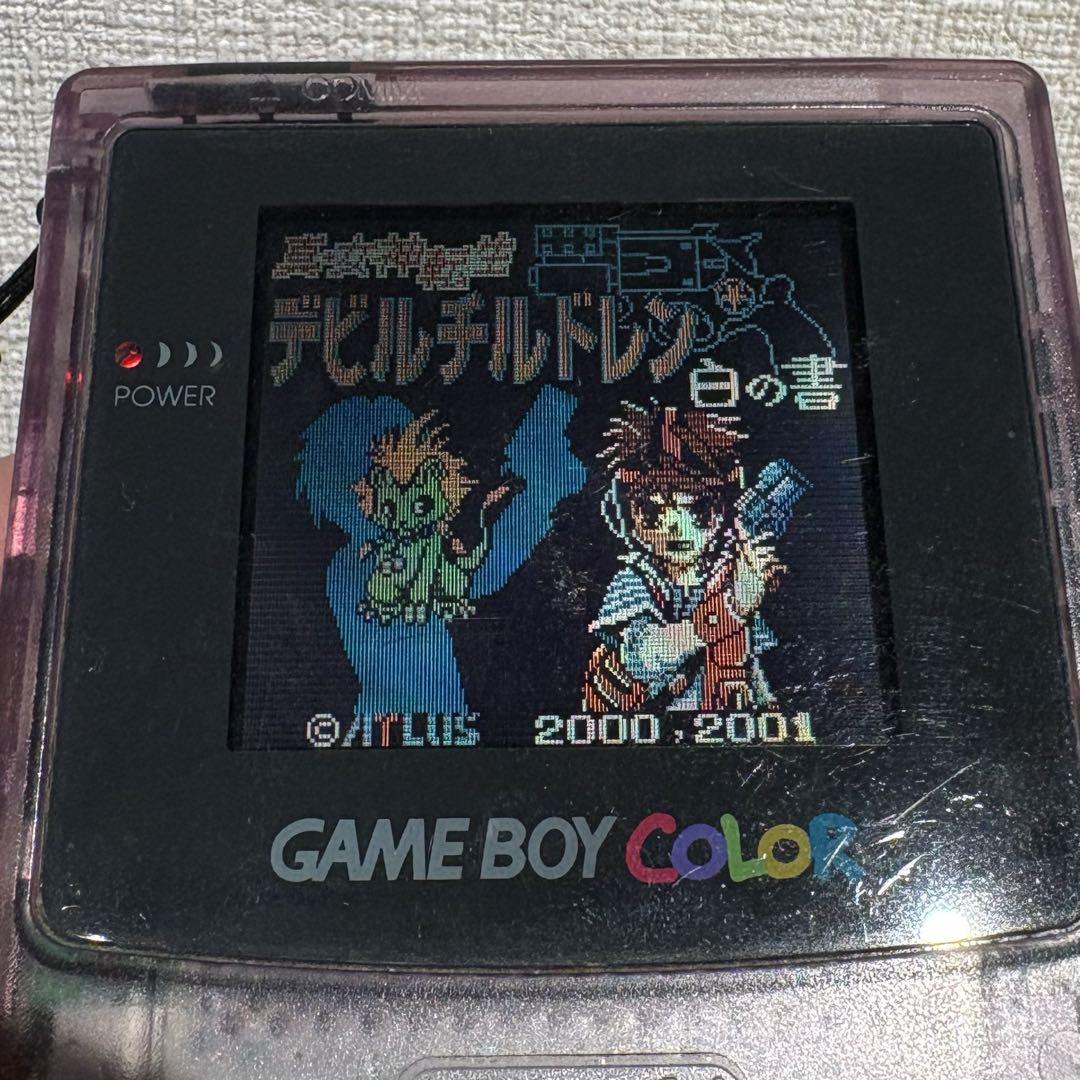 COMM.
真・女神転生
デビルチルドレン
白の書
POWER
©ATLUS 2000,2001
GAME BOY COLOR